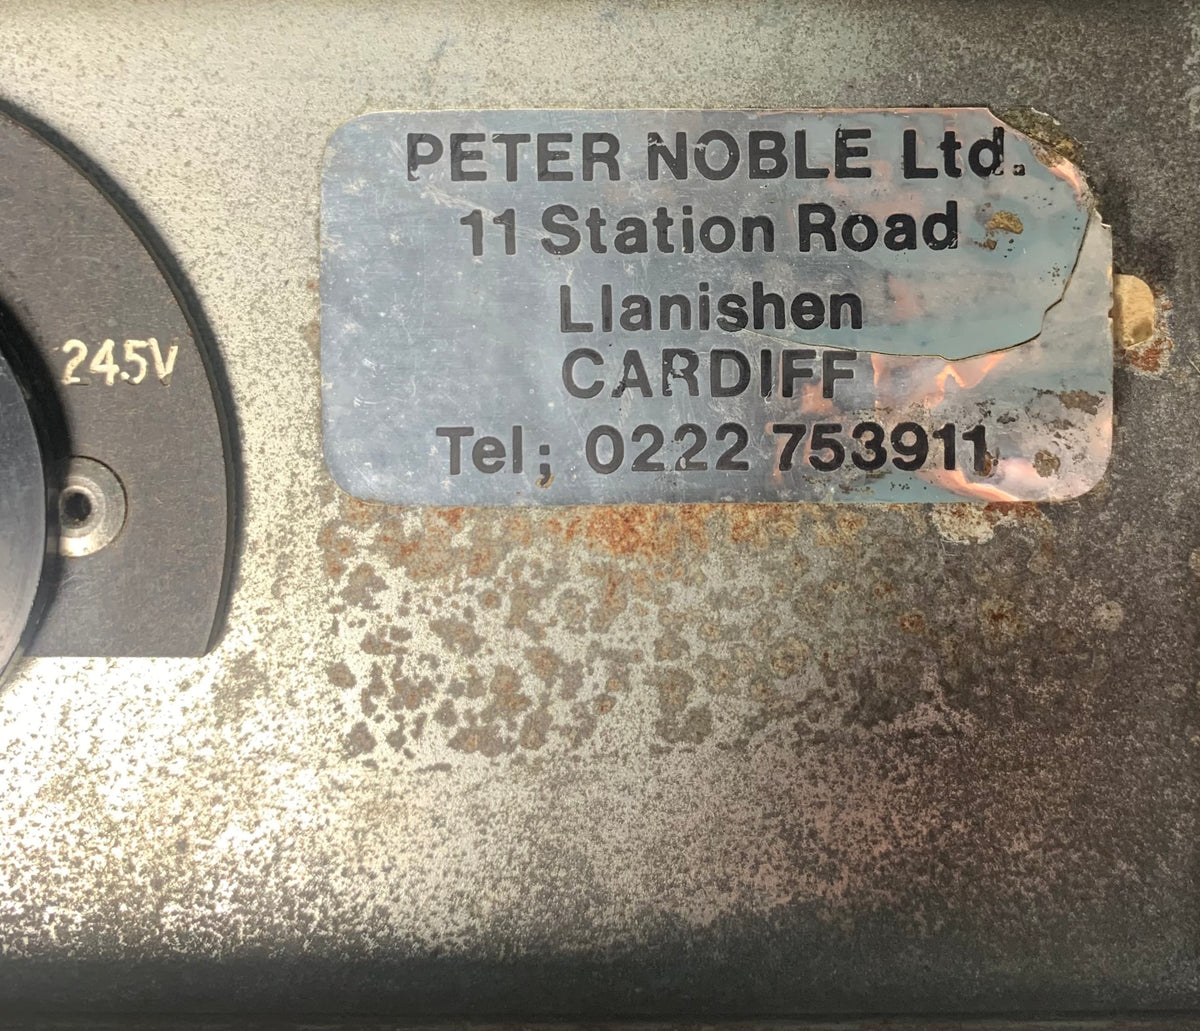 PETER NOBLE Ltd.
11 Station Road
Llanishen
CARDIFF
Tel; 0222 753911
245V